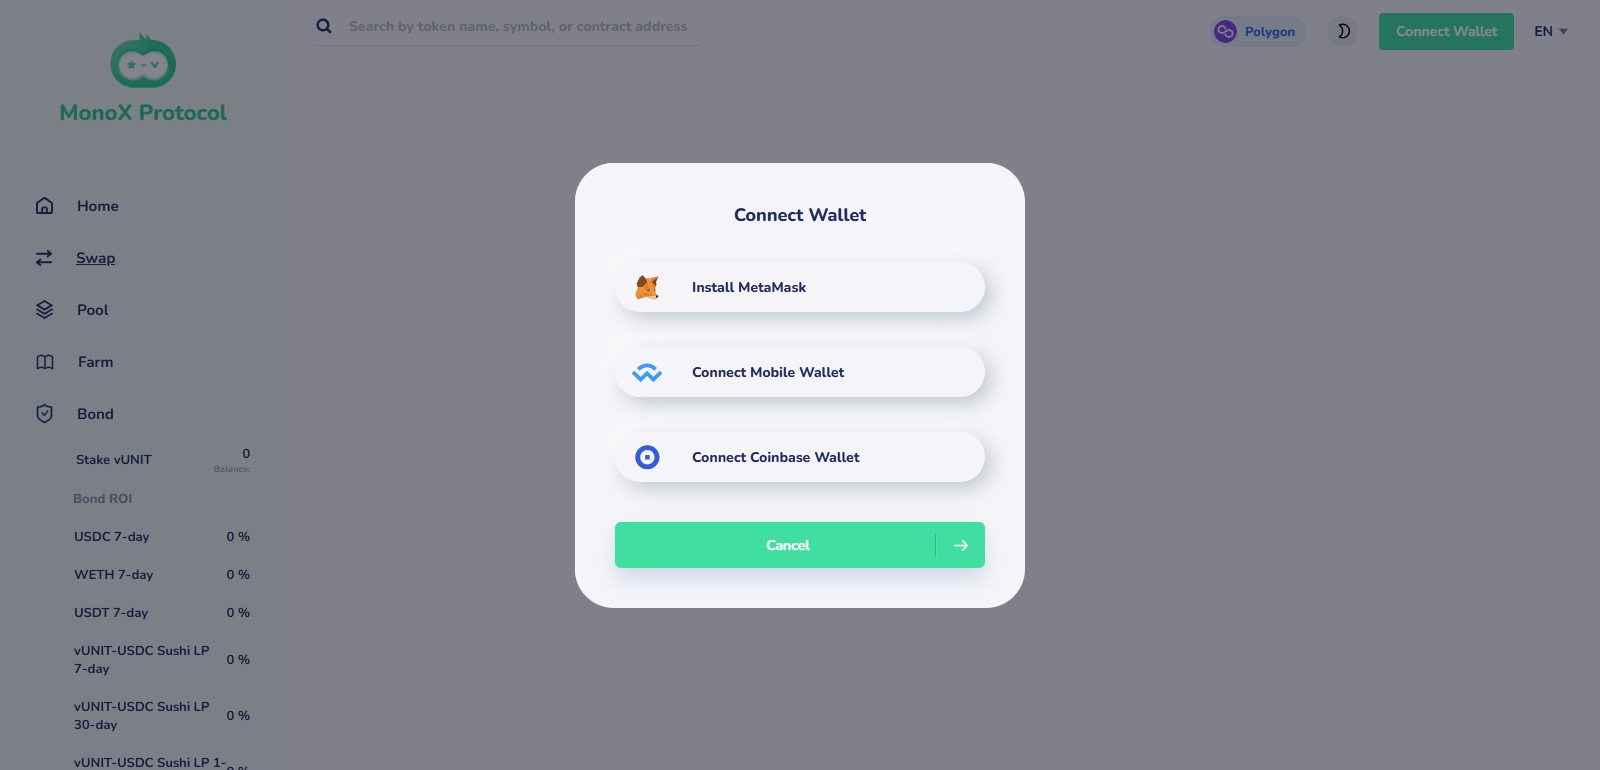 MonoX Protocol
Search by token name, symbol, or contract address
Polygon
Connect Wallet
EN
Home
Swap
Pool
Farm
Bond
Stake vUNIT
0
Balance:
Bond ROI
USDC 7-day
0 %
WETH 7-day
0 %
USDT 7-day
0 %
vUNIT-USDC Sushi LP
7-day
0 %
vUNIT-USDC Sushi LP
30-day
0 %
vUNIT-USDC Sushi LP 1-
0 %
Connect Wallet
Install MetaMask
Connect Mobile Wallet
Connect Coinbase Wallet
Cancel